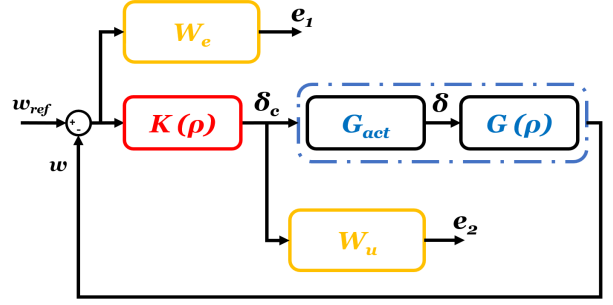 W_e
e_1
w_ref
+
-
K(ρ)
δ_c
G_act
δ
G(ρ)
w
W_u
e_2